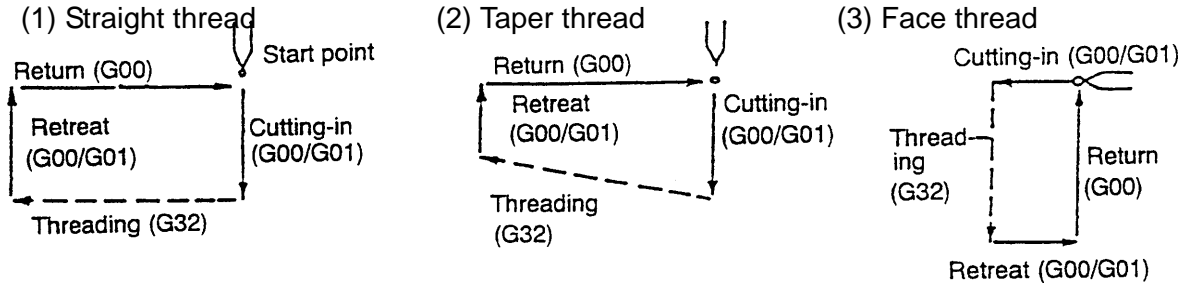 (1) Straight thread
Start point
Return (G00)
Retreat
(G00/G01)
Cutting-in
(G00/G01)
Threading (G32)
(2) Taper thread
Return (G00)
Retreat
(G00/G01)
Cutting-in
(G00/G01)
Threading
(G32)
(3) Face thread
Cutting-in (G00/G01)
Thread-
ing
(G32)
Return
(G00)
Retreat (G00/G01)